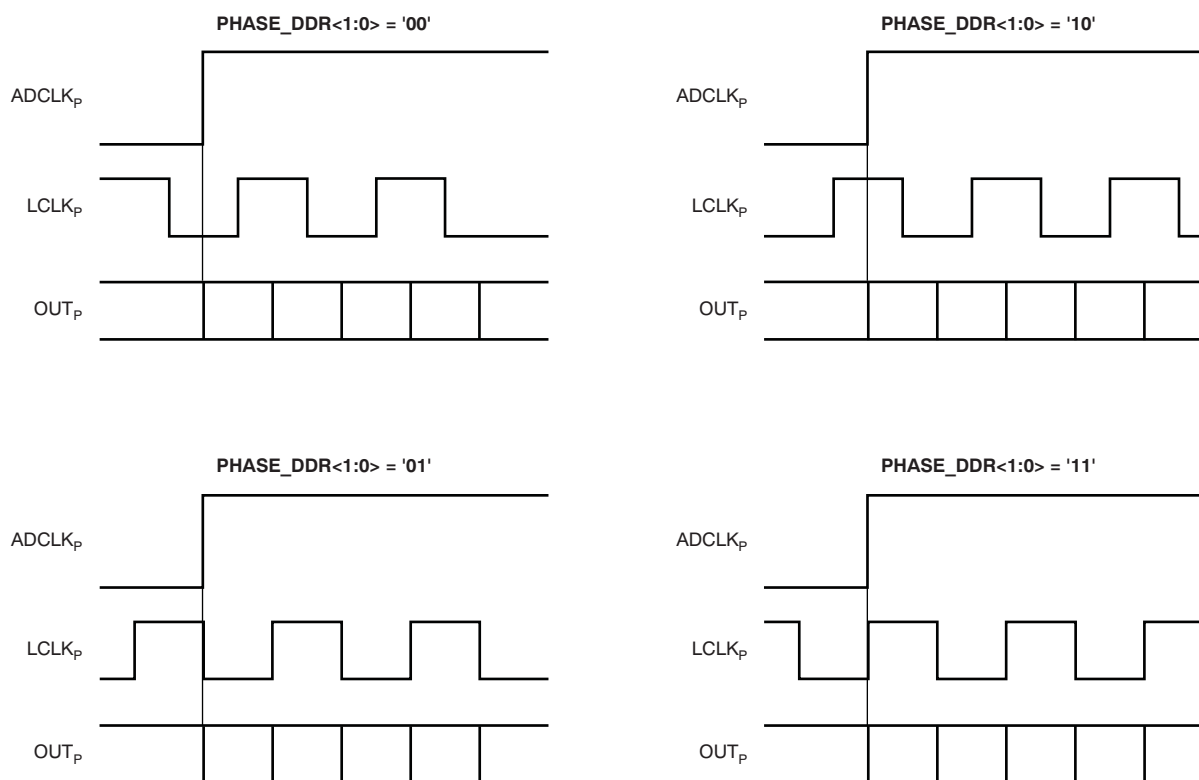 PHASE_DDR<1:0> = '00'
ADCLKP
LCLKP
OUTP
PHASE_DDR<1:0> = '10'
ADCLKP
LCLKP
OUTP
PHASE_DDR<1:0> = '01'
ADCLKP
LCLKP
OUTP
PHASE_DDR<1:0> = '11'
ADCLKP
LCLKP
OUTP